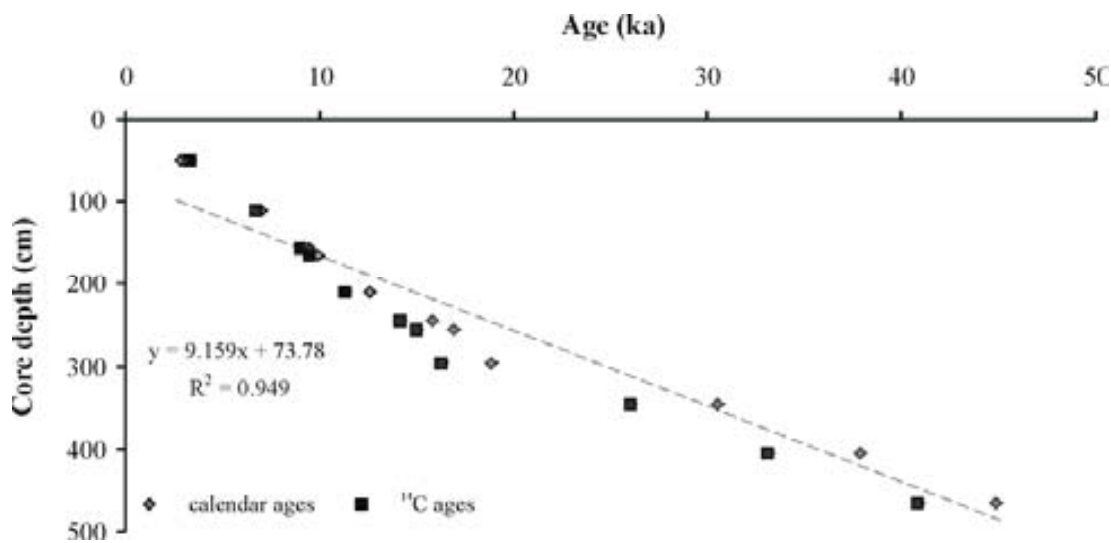 Age (ka)
0 10 20 30 40 50
0
100
200
300
400
500
Core depth (cm)
y = 9.159x + 73.78
R² = 0.949
calendar ages ¹⁴C ages